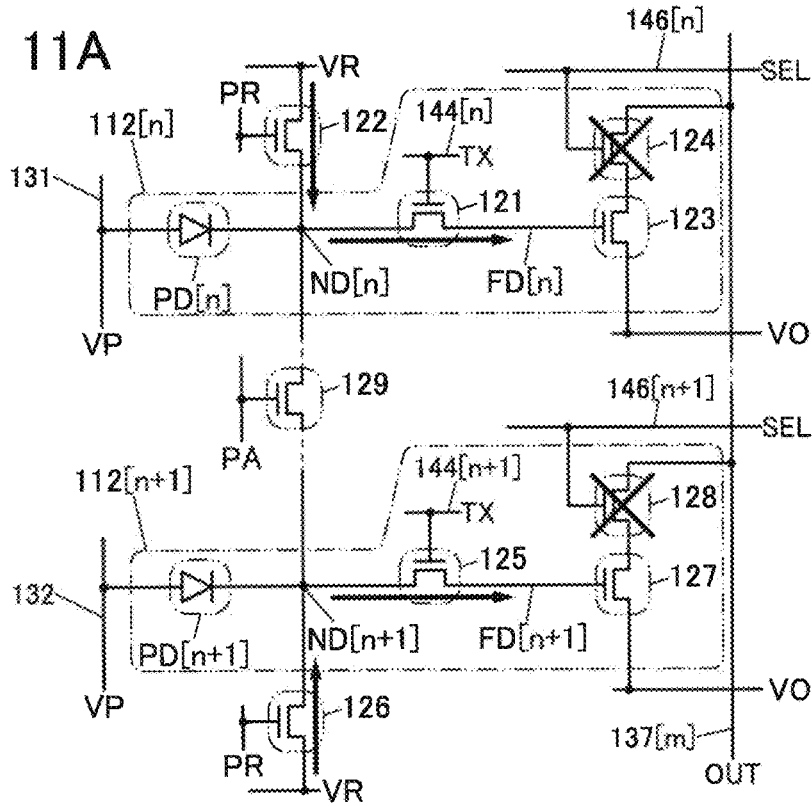 11A
146[n]
VR
SEL
PR
122
144[n]
112[n]
124
TX
131
121
123
ND[n]
FD[n]
PD[n]
VP
VO
129
146[n+1]
PA
SEL
112[n+1]
144[n+1]
128
TX
125
127
132
ND[n+1]
FD[n+1]
PD[n+1]
VP
126
VO
PR
137[m]
VR
OUT